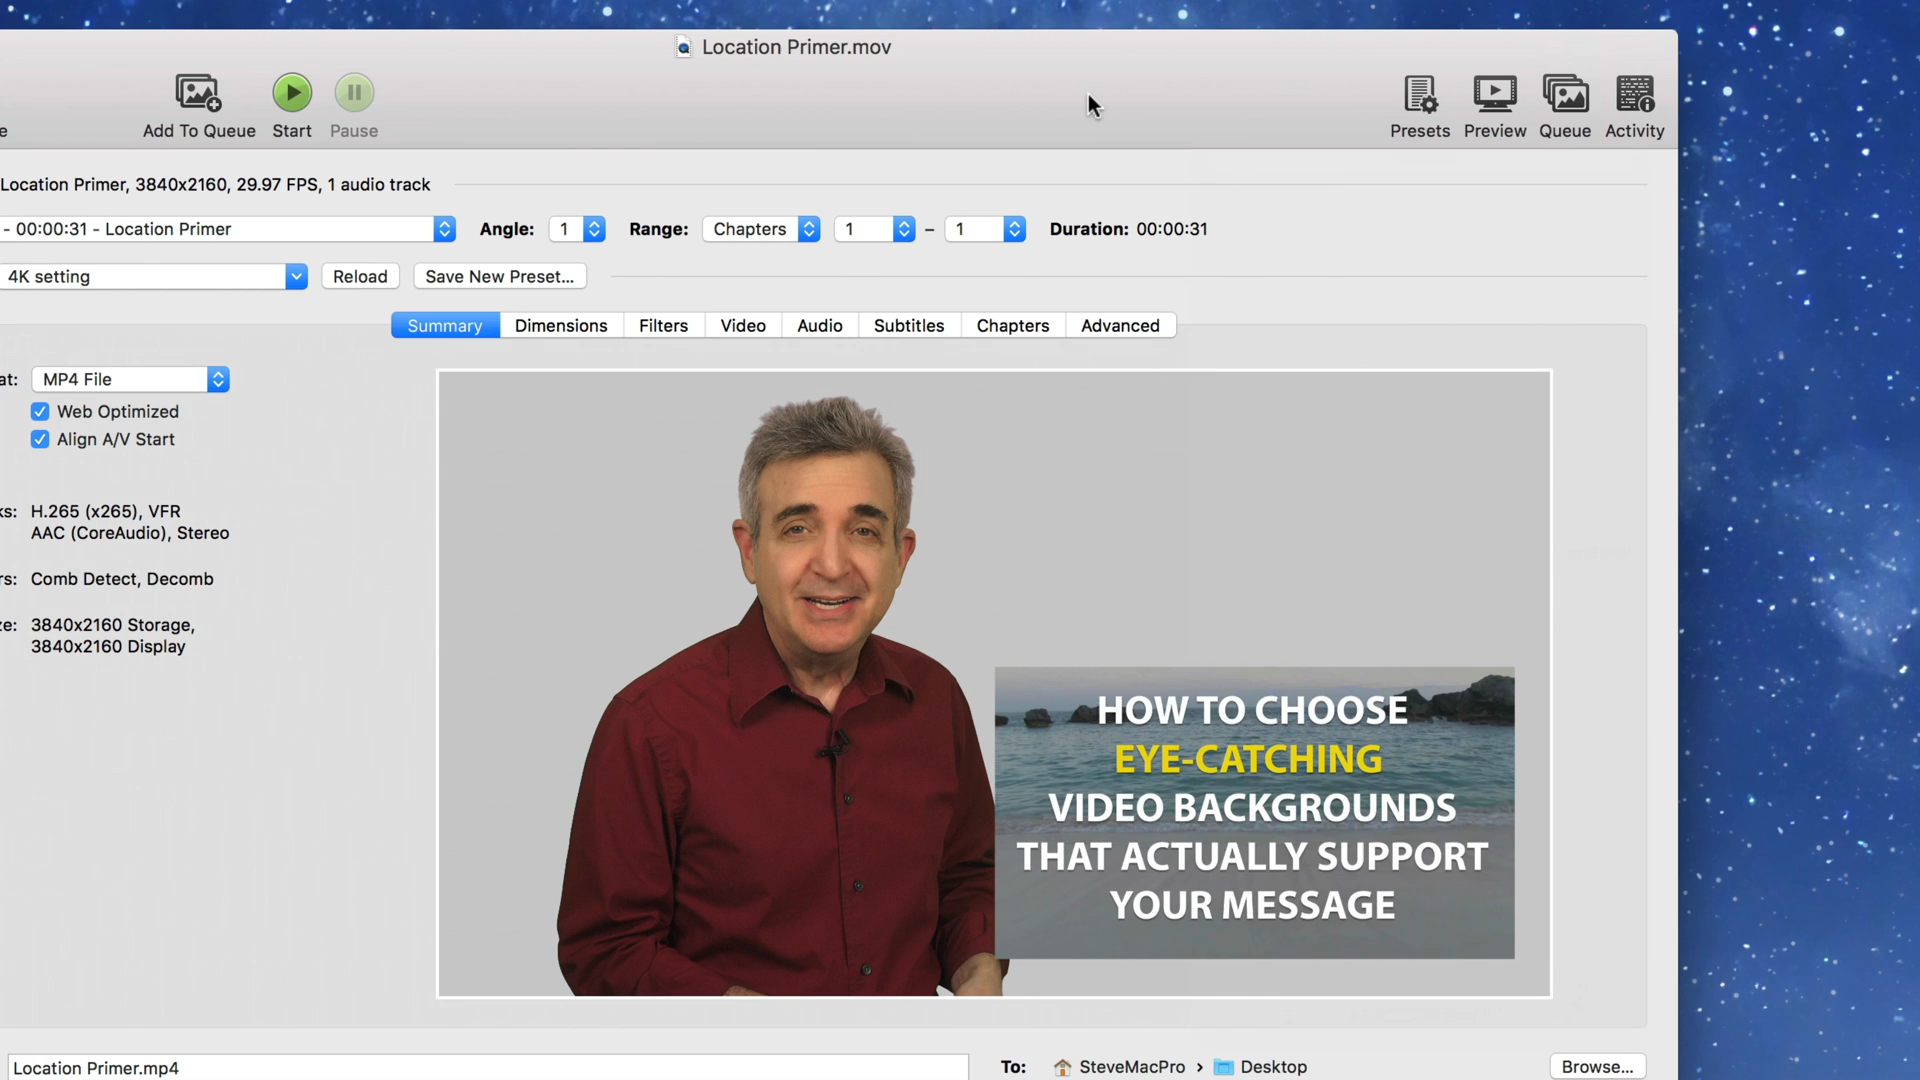 Location Primer.mov
Add To Queue Start Pause
Presets Preview Queue Activity
Location Primer, 3840x2160, 29.97 FPS, 1 audio track
- 00:00:31 - Location Primer Angle: 1 Range: Chapters 1 – 1 Duration: 00:00:31
4K setting Reload Save New Preset...
Summary Dimensions Filters Video Audio Subtitles Chapters Advanced
MP4 File
Web Optimized
Align A/V Start
H.265 (x265), VFR
AAC (CoreAudio), Stereo
Comb Detect, Decomb
3840x2160 Storage,
3840x2160 Display
HOW TO CHOOSE
EYE-CATCHING
VIDEO BACKGROUNDS
THAT ACTUALLY SUPPORT
YOUR MESSAGE
Location Primer.mp4 To: SteveMacPro › Desktop Browse...